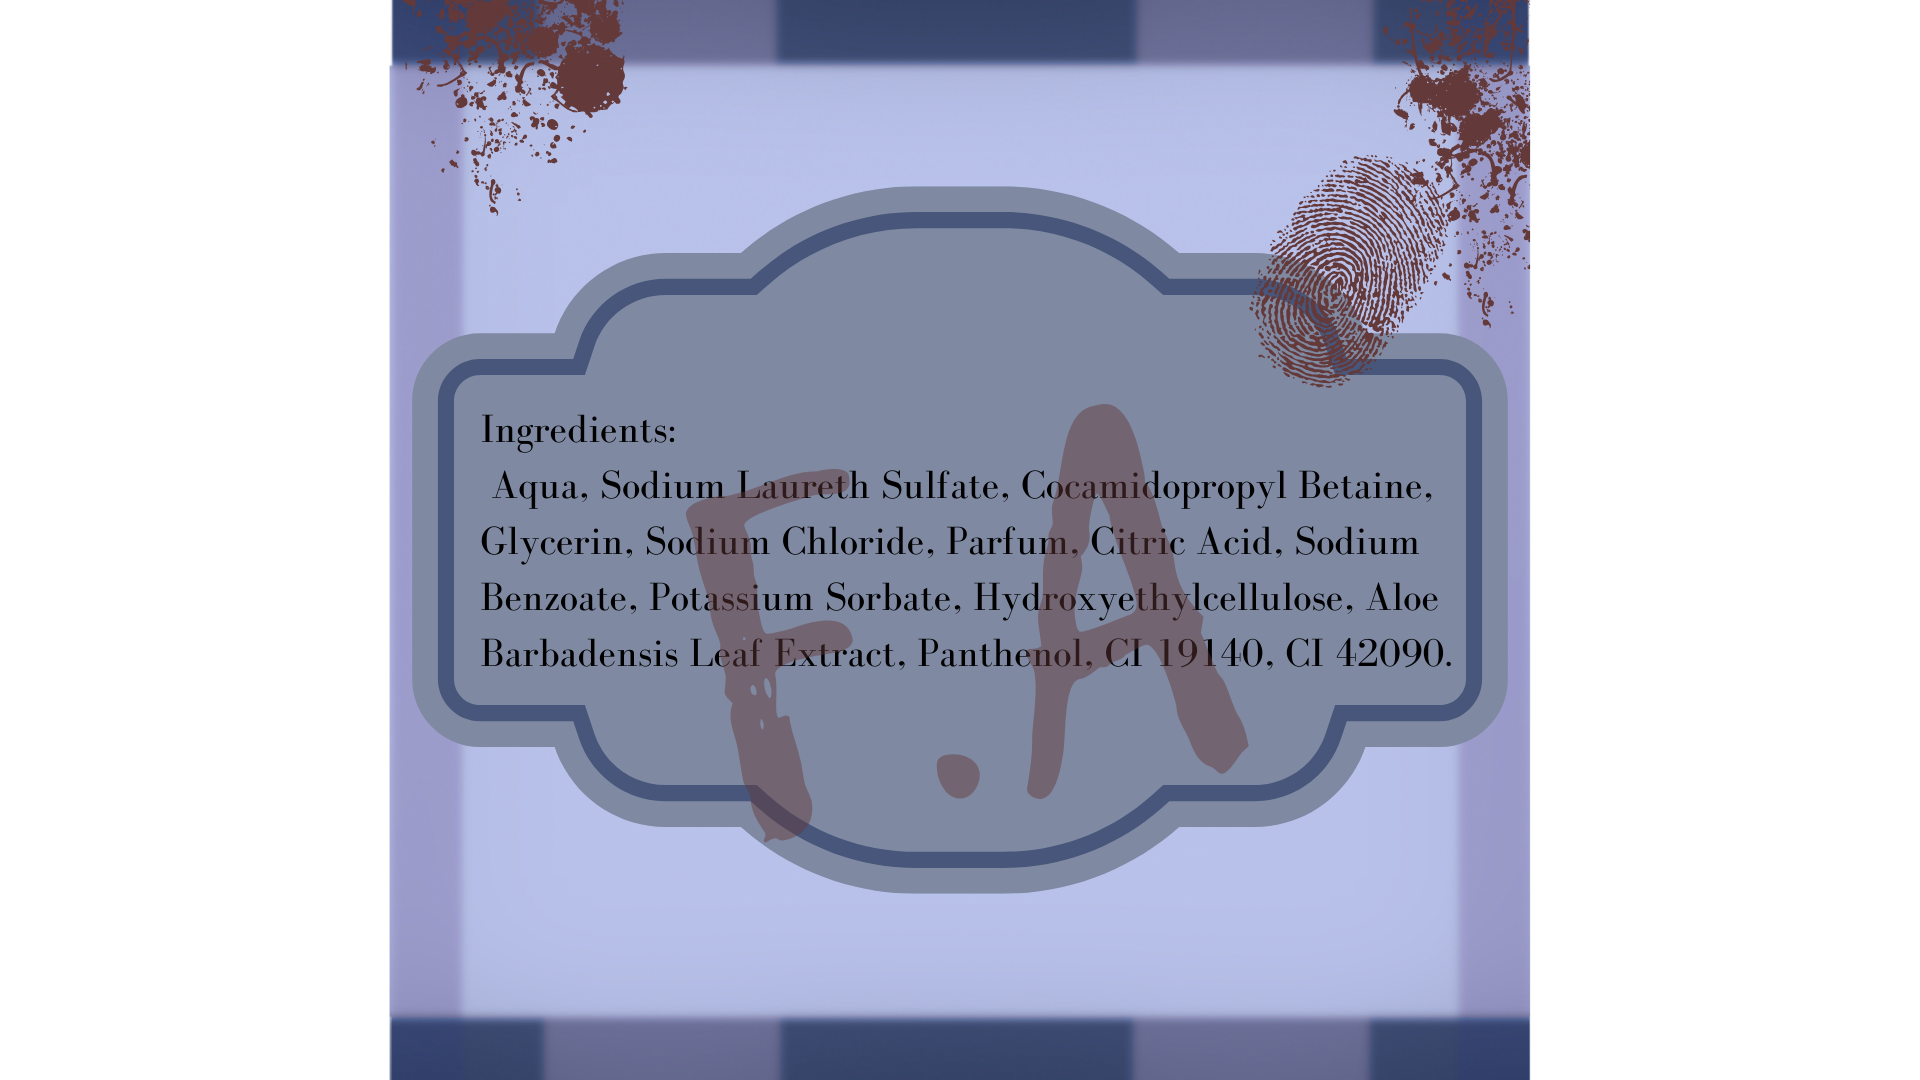 Ingredients:
Aqua, Sodium Laureth Sulfate, Cocamidopropyl Betaine,
Glycerin, Sodium Chloride, Parfum, Citric Acid, Sodium
Benzoate, Potassium Sorbate, Hydroxyethylcellulose, Aloe
Barbadensis Leaf Extract, Panthenol, CI 19140, CI 42090.
F.A